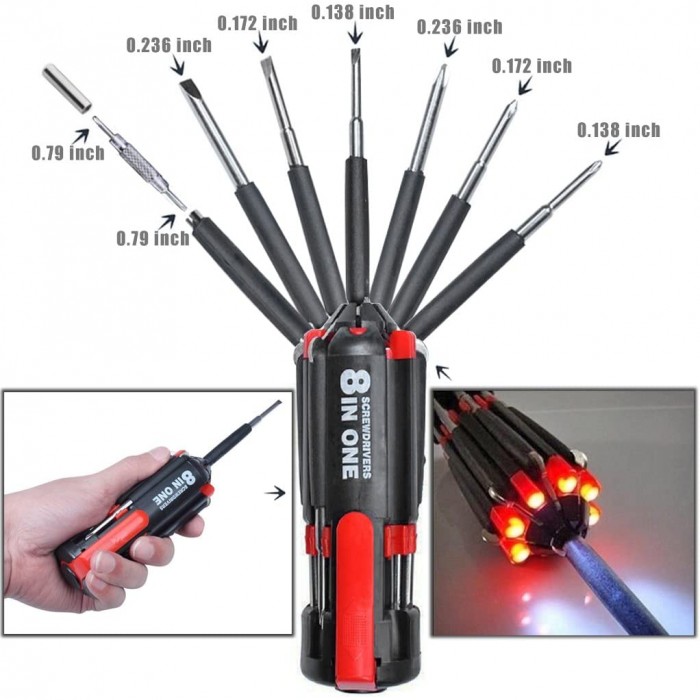 0.138 inch
0.172 inch
0.236 inch
0.236 inch
0.172 inch
0.138 inch
0.79 inch
0.79 inch
8 IN ONE
SCREWDRIVERS
8 IN ONE
SCREWDRIVERS